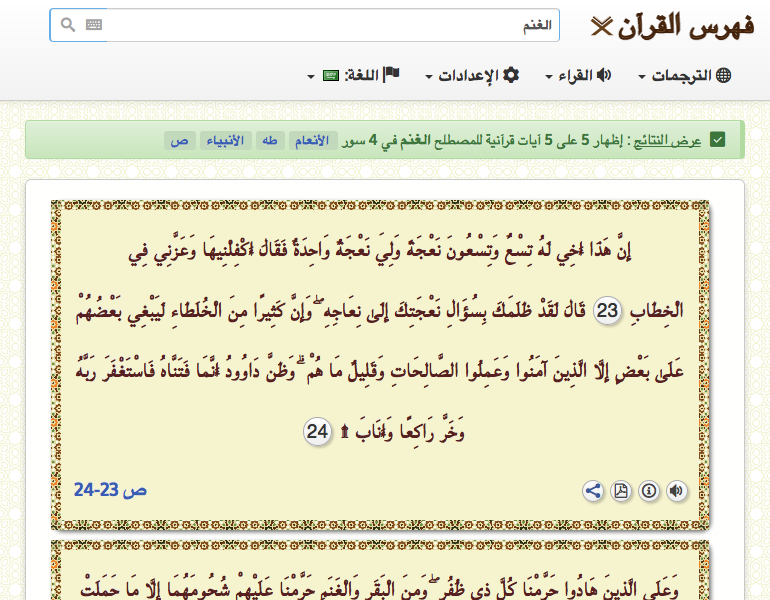 فهرس القرآن
الغنم
الترجمات القراء الإعدادات اللغة:
عرض النتائج : إظهار 5 على 5 آيات قرآنية للمصطلح الغنم في 4 سور الأنعام طه الأنبياء ص
إِنَّ هَذَا أَخِي لَهُ تِسْعٌ وَتِسْعُونَ نَعْجَةً وَلِيَ نَعْجَةٌ وَاحِدَةٌ فَقَالَ أَكْفِلْنِيهَا وَعَزَّنِي فِي
الْخِطَابِ 23 قَالَ لَقَدْ ظَلَمَكَ بِسُؤَالِ نَعْجَتِكَ إِلَىٰ نِعَاجِهِ ۖ وَإِنَّ كَثِيرًا مِنَ الْخُلَطَاءِ لَيَبْغِي بَعْضُهُمْ
عَلَىٰ بَعْضٍ إِلَّا الَّذِينَ آمَنُوا وَعَمِلُوا الصَّالِحَاتِ وَقَلِيلٌ مَا هُمْ ۗ وَظَنَّ دَاوُودُ أَنَّمَا فَتَنَّاهُ فَاسْتَغْفَرَ رَبَّهُ
وَخَرَّ رَاكِعًا وَأَنَابَ ۩ 24
ص 23-24
وَعَلَى الَّذِينَ هَادُوا حَرَّمْنَا كُلَّ ذِي ظُفُرٍ ۖ وَمِنَ الْبَقَرِ وَالْغَنَمِ حَرَّمْنَا عَلَيْهِمْ شُحُومَهُمَا إِلَّا مَا حَمَلَتْ